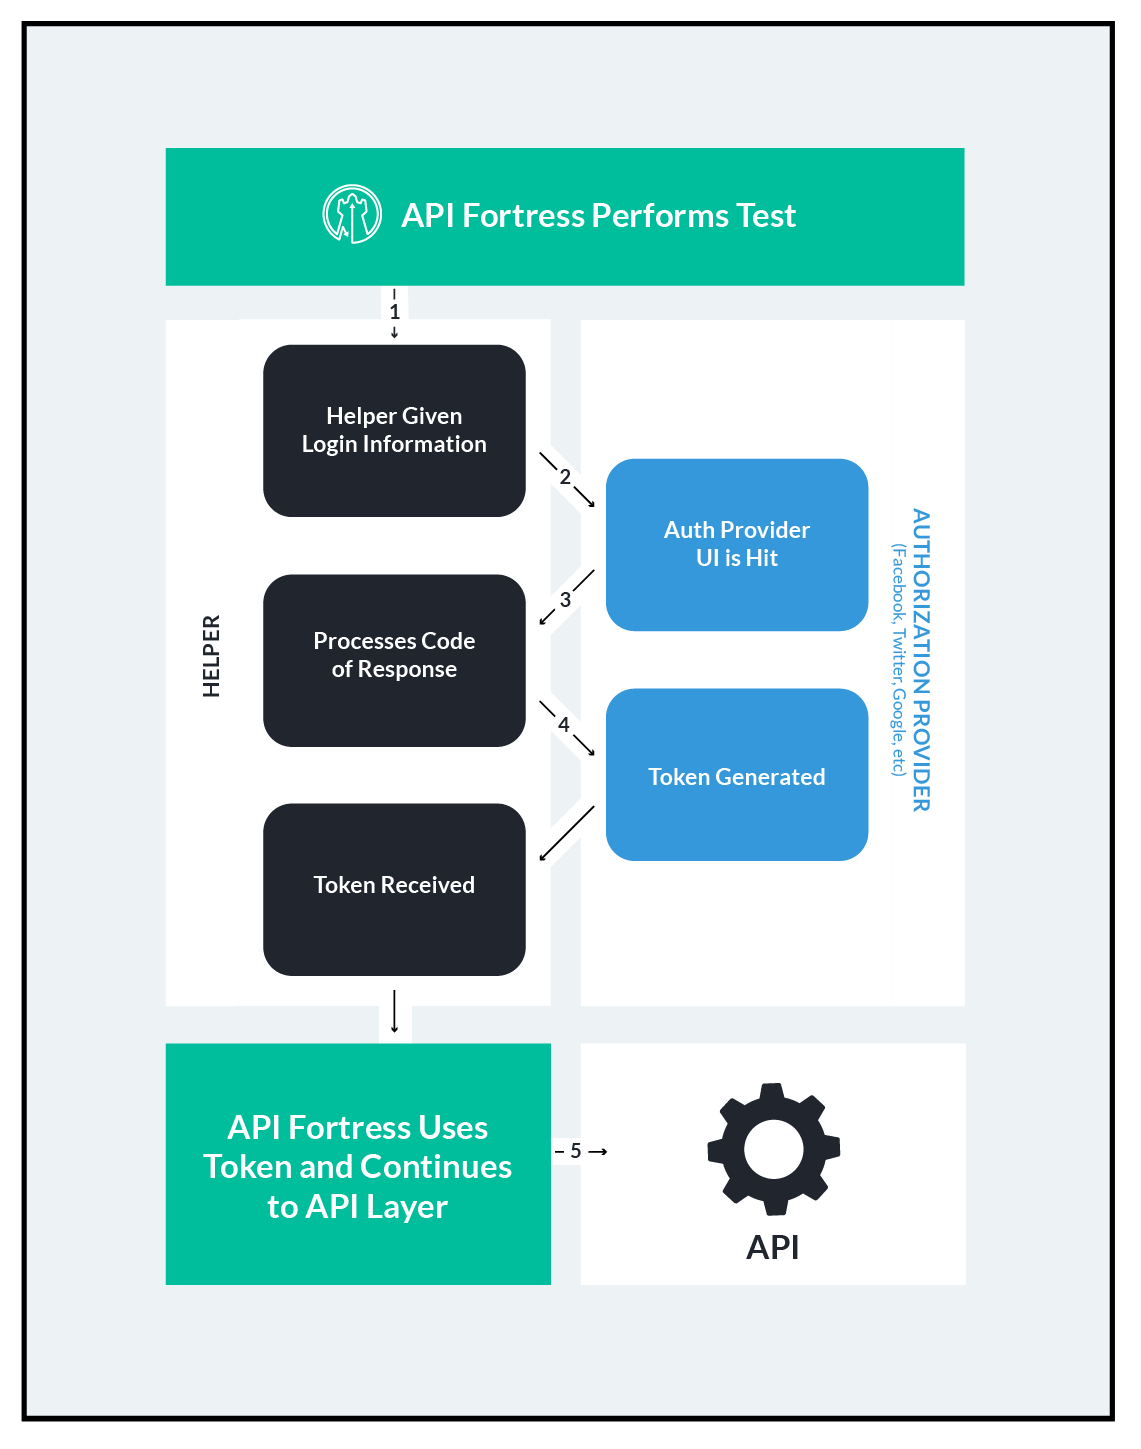 API Fortress Performs Test
1
Helper Given
Login Information
2
Auth Provider
UI is Hit
3
Processes Code
of Response
4
Token Generated
Token Received
HELPER
AUTHORIZATION PROVIDER
(Facebook, Twitter, Google, etc)
API Fortress Uses
Token and Continues
to API Layer
5
API